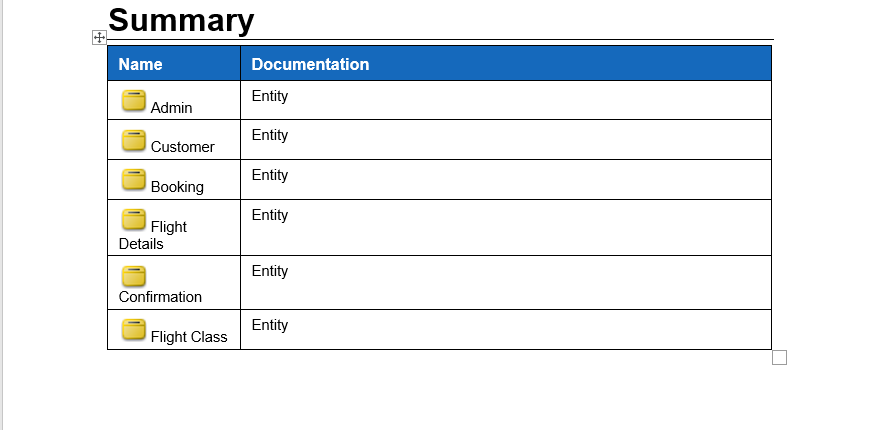 Summary
Name Documentation
Admin Entity
Customer Entity
Booking Entity
Flight Entity
Details
Entity
Confirmation
Flight Class Entity